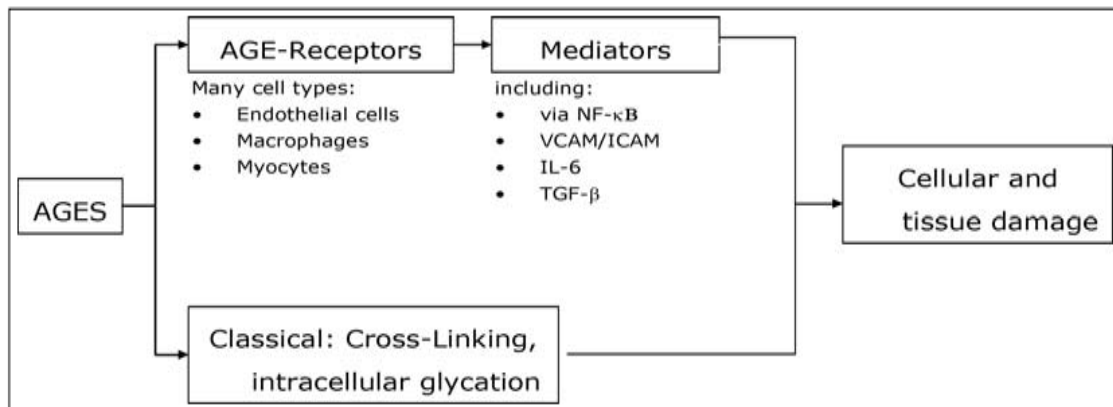 AGE-Receptors
Many cell types:
• Endothelial cells
• Macrophages
• Myocytes
Mediators
including:
• via NF-κB
• VCAM/ICAM
• IL-6
• TGF-β
AGES
Cellular and
tissue damage
Classical: Cross-Linking,
intracellular glycation